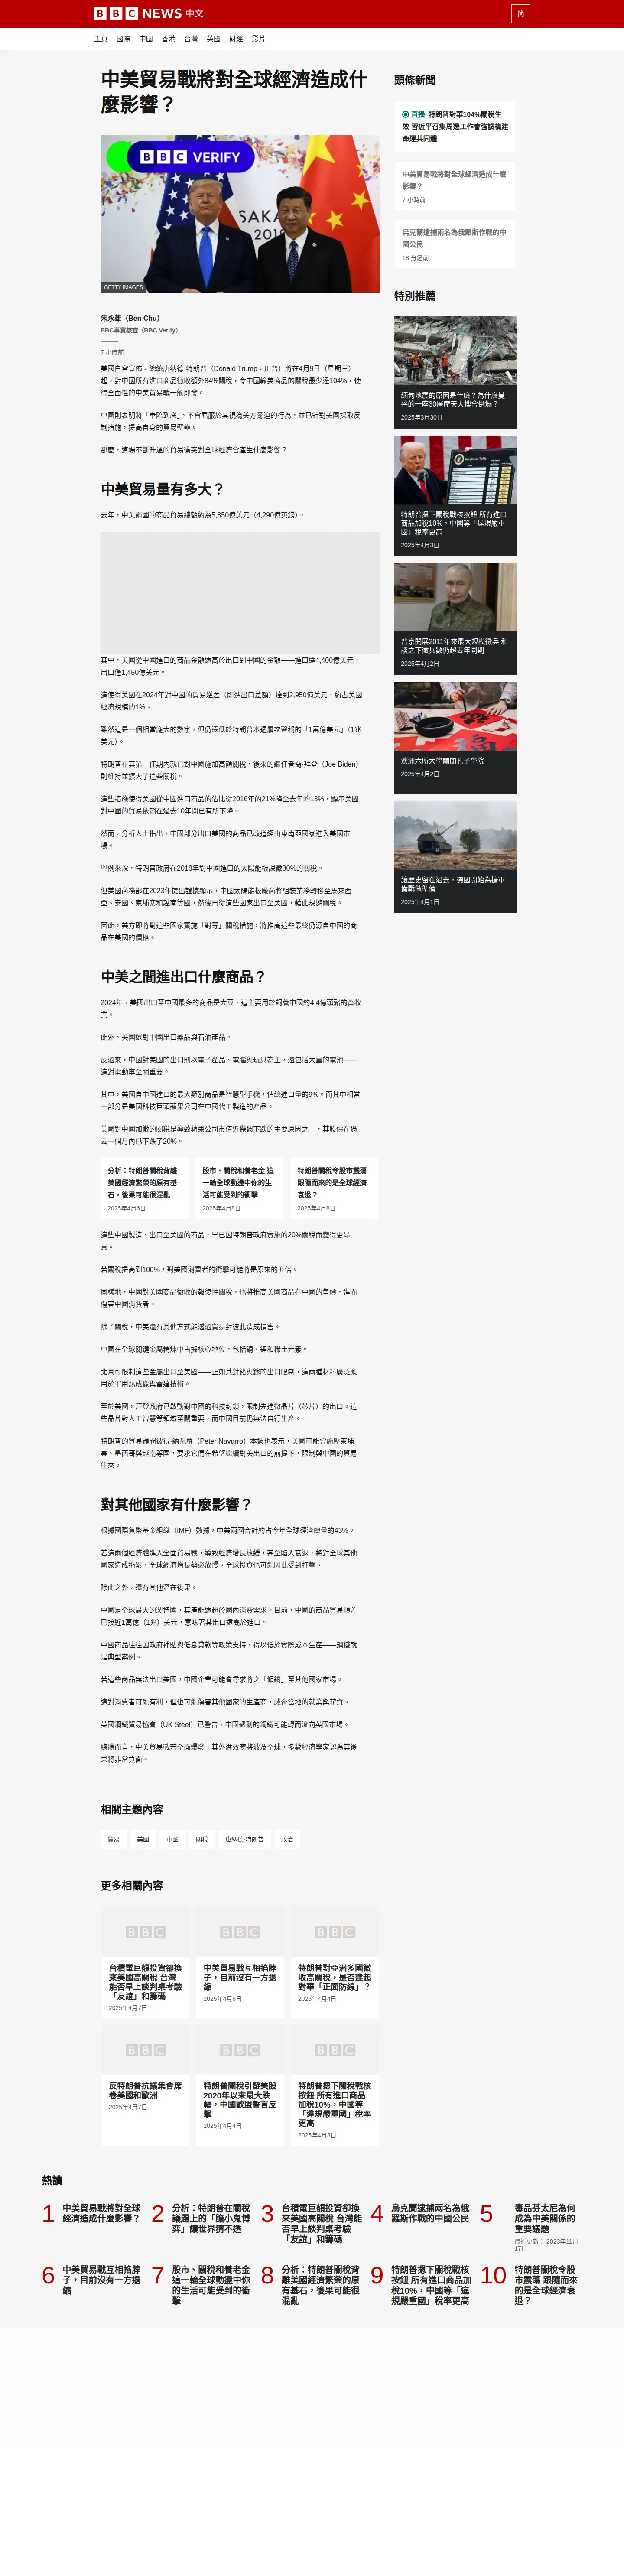 BBC NEWS 中文
简
主頁 國際 中國 香港 台灣 英國 財經 影片
中美貿易戰將對全球經濟造成什
麼影響？
BBC VERIFY
GETTY IMAGES
朱永雄（Ben Chu）
BBC事實核查（BBC Verify）
7 小時前
美國白宮宣佈，總統唐納德·特朗普（Donald Trump，川普）將在4月9日（星期三）
起，對中國所有進口商品徵收額外84%關稅，令中國輸美商品的關稅最少達104%，使
得全面性的中美貿易戰一觸即發。
中國則表明將「奉陪到底」，不會屈服於其視為美方脅迫的行為，並已針對美國採取反
制措施，提高自身的貿易壁壘。
那麼，這場不斷升溫的貿易衝突對全球經濟會產生什麼影響？
中美貿易量有多大？
去年，中美兩國的商品貿易總額約為5,850億美元（4,290億英鎊）。
其中，美國從中國進口的商品金額遠高於出口到中國的金額——進口達4,400億美元，
出口僅1,450億美元。
這使得美國在2024年對中國的貿易逆差（即進出口差額）達到2,950億美元，約占美國
經濟規模的1%。
雖然這是一個相當龐大的數字，但仍遠低於特朗普本週屢次聲稱的「1萬億美元」（1兆
美元）。
特朗普在其第一任期內就已對中國施加高額關稅，後來的繼任者喬·拜登（Joe Biden）
則維持並擴大了這些關稅。
這些措施使得美國從中國進口商品的佔比從2016年的21%降至去年的13%，顯示美國
對中國的貿易依賴在過去10年間已有所下降。
然而，分析人士指出，中國部分出口美國的商品已改道經由東南亞國家進入美國市
場。
舉例來說，特朗普政府在2018年對中國進口的太陽能板課徵30%的關稅。
但美國商務部在2023年提出證據顯示，中國太陽能板廠商將組裝業務轉移至馬來西
亞、泰國、柬埔寨和越南等國，然後再從這些國家出口至美國，藉此規避關稅。
因此，美方即將對這些國家實施「對等」關稅措施，將推高這些最終仍源自中國的商
品在美國的價格。
中美之間進出口什麼商品？
2024年，美國出口至中國最多的商品是大豆，這主要用於飼養中國約4.4億頭豬的畜牧
業。
此外，美國還對中國出口藥品與石油產品。
反過來，中國對美國的出口則以電子產品、電腦與玩具為主，還包括大量的電池——
這對電動車至關重要。
其中，美國自中國進口的最大類別商品是智慧型手機，佔總進口量的9%。而其中相當
一部分是美國科技巨頭蘋果公司在中國代工製造的產品。
美國對中國加徵的關稅是導致蘋果公司市值近幾週下跌的主要原因之一，其股價在過
去一個月內已下跌了20%。
分析：特朗普關稅背離
美國經濟繁榮的原有基
石，後果可能很混亂
2025年4月6日
股市、關稅和養老金 這
一輪全球動盪中你的生
活可能受到的衝擊
2025年4月8日
特朗普關稅令股市震蕩
跟隨而來的是全球經濟
衰退？
2025年4月8日
這些中國製造、出口至美國的商品，早已因特朗普政府實施的20%關稅而變得更昂
貴。
若關稅提高到100%，對美國消費者的衝擊可能將是原來的五倍。
同樣地，中國對美國商品徵收的報復性關稅，也將推高美國商品在中國的售價，進而
傷害中國消費者。
除了關稅，中美還有其他方式能透過貿易對彼此造成損害。
中國在全球關鍵金屬精煉中占據核心地位，包括銅、鋰和稀土元素。
北京可限制這些金屬出口至美國——正如其對鍺與鎵的出口限制，這兩種材料廣泛應
用於軍用熱成像與雷達技術。
至於美國，拜登政府已啟動對中國的科技封鎖，限制先進微晶片（芯片）的出口。這
些晶片對人工智慧等領域至關重要，而中國目前仍無法自行生產。
特朗普的貿易顧問彼得·納瓦羅（Peter Navarro）本週也表示，美國可能會施壓柬埔
寨、墨西哥與越南等國，要求它們在希望繼續對美出口的前提下，限制與中國的貿易
往來。
對其他國家有什麼影響？
根據國際貨幣基金組織（IMF）數據，中美兩國合計約占今年全球經濟總量的43%。
若這兩個經濟體進入全面貿易戰，導致經濟增長放緩，甚至陷入衰退，將對全球其他
國家造成拖累，全球經濟增長勢必放慢。全球投資也可能因此受到打擊。
除此之外，還有其他潛在後果。
中國是全球最大的製造國，其產能遠超於國內消費需求。目前，中國的商品貿易順差
已接近1萬億（1兆）美元，意味著其出口遠高於進口。
中國商品往往因政府補貼與低息貸款等政策支持，得以低於實際成本生產——鋼鐵就
是典型案例。
若這些商品無法出口美國，中國企業可能會尋求將之「傾銷」至其他國家市場。
這對消費者可能有利，但也可能傷害其他國家的生產商，威脅當地的就業與薪資。
英國鋼鐵貿易協會（UK Steel）已警告，中國過剩的鋼鐵可能轉而流向英國市場。
總體而言，中美貿易戰若全面爆發，其外溢效應將波及全球，多數經濟學家認為其後
果將非常負面。
相關主題內容
貿易 美國 中國 關稅 唐納德·特朗普 政治
更多相關內容
BBC
台積電巨額投資卻換
來美國高關稅 台灣
能否早上談判桌考驗
「友誼」和籌碼
2025年4月7日
BBC
中美貿易戰互相掐脖
子，目前沒有一方退
縮
2025年4月6日
BBC
特朗普對亞洲多國徵
收高關稅，是否建起
對華「正面防線」？
2025年4月4日
BBC
反特朗普抗議集會席
卷美國和歐洲
2025年4月7日
BBC
特朗普關稅引發美股
2020年以來最大跌
幅，中國歐盟誓言反
擊
2025年4月4日
BBC
特朗普摁下關稅戰核
按鈕 所有進口商品
加稅10%，中國等
「違規嚴重國」稅率
更高
2025年4月3日
頭條新聞
直播 特朗普對華104%關稅生
效 習近平召集周邊工作會強調構建
命運共同體
中美貿易戰將對全球經濟造成什麼
影響？
7 小時前
烏克蘭逮捕兩名為俄羅斯作戰的中
國公民
18 分鐘前
特別推薦
緬甸地震的原因是什麼？為什麼曼
谷的一座30層摩天大樓會倒塌？
2025年3月30日
特朗普摁下關稅戰核按鈕 所有進口
商品加稅10%，中國等「違規嚴重
國」稅率更高
2025年4月3日
普京開展2011年來最大規模徵兵 和
談之下徵兵數仍超去年同期
2025年4月2日
澳洲六所大學關閉孔子學院
2025年4月2日
讓歷史留在過去，德國開始為擴軍
備戰做準備
2025年4月1日
熱讀
1 中美貿易戰將對全球
經濟造成什麼影響？
2 分析：特朗普在關稅
議題上的「膽小鬼博
弈」讓世界猜不透
3 台積電巨額投資卻換
來美國高關稅 台灣能
否早上談判桌考驗
「友誼」和籌碼
4 烏克蘭逮捕兩名為俄
羅斯作戰的中國公民
5 毒品芬太尼為何
成為中美關係的
重要議題
最近更新： 2023年11月
17日
6 中美貿易戰互相掐脖
子，目前沒有一方退
縮
7 股市、關稅和養老金
這一輪全球動盪中你
的生活可能受到的衝
擊
8 分析：特朗普關稅背
離美國經濟繁榮的原
有基石，後果可能很
混亂
9 特朗普摁下關稅戰核
按鈕 所有進口商品加
稅10%，中國等「違
規嚴重國」稅率更高
10 特朗普關稅令股
市震蕩 跟隨而來
的是全球經濟衰
退？